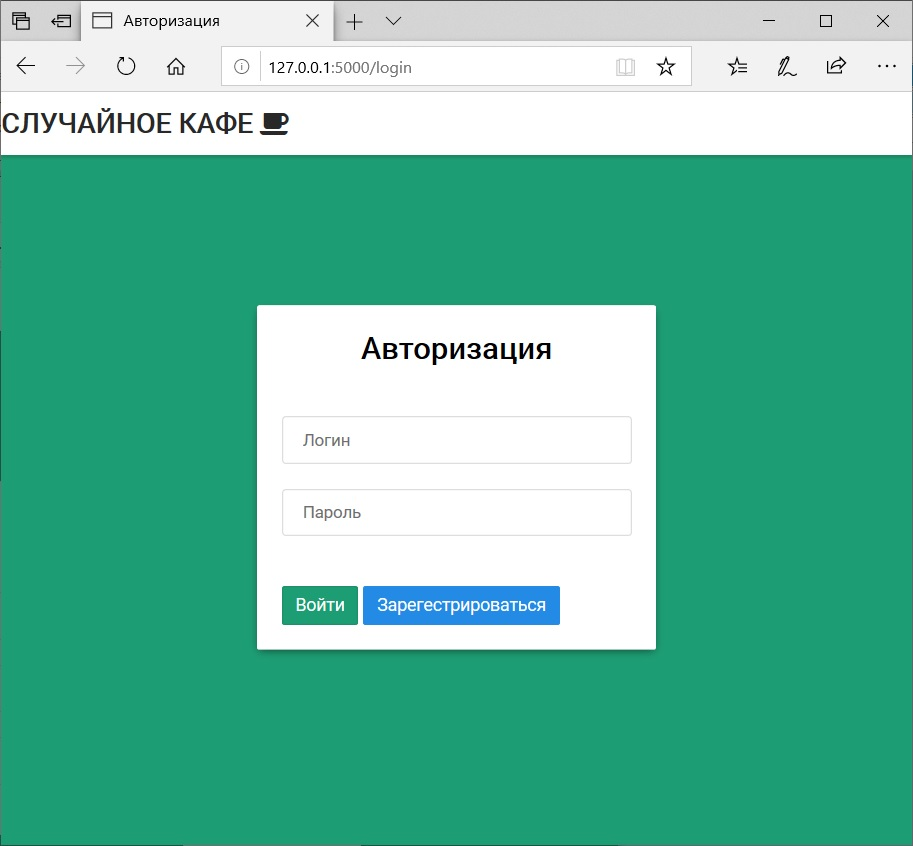 Авторизация
127.0.0.1:5000/login
СЛУЧАЙНОЕ КАФЕ
Авторизация
Логин
Пароль
Войти Зарегестрироваться